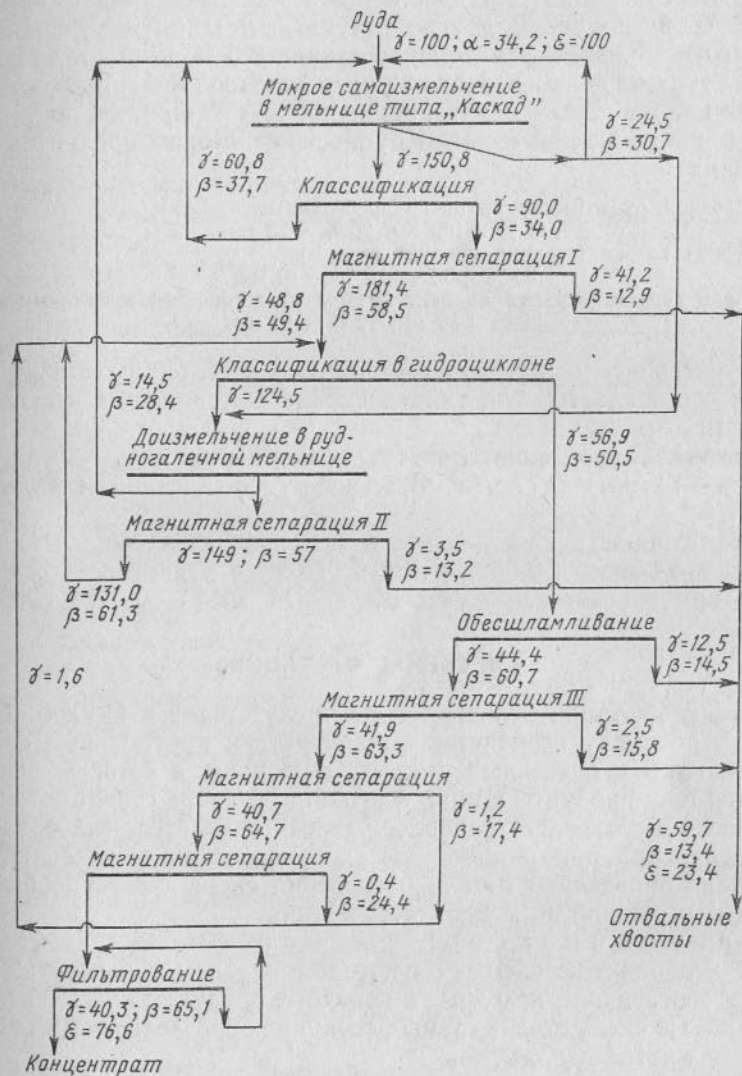 Руда
γ=100; α=34,2; ε=100
Мокрое самоизмельчение
в мельнице типа „Каскад”
γ=24,5
β=30,7
γ=60,8
β=37,7
γ=150,8
Классификация
γ=90,0
β=34,0
Магнитная сепарация I
γ=48,8
β=49,4
γ=181,4
β=58,5
γ=41,2
β=12,9
Классификация в гидроциклоне
γ=14,5
β=28,4
γ=124,5
Доизмельчение в руд-
ногалечной мельнице
γ=56,9
β=50,5
Магнитная сепарация II
γ=149; β=57
γ=3,5
β=13,2
γ=131,0
β=61,3
Обесшламливание
γ=1,6
γ=44,4
β=60,7
γ=12,5
β=14,5
Магнитная сепарация III
γ=41,9
β=63,3
γ=2,5
β=15,8
Магнитная сепарация
γ=40,7
β=64,7
γ=1,2
β=17,4
Магнитная сепарация
γ=0,4
β=24,4
γ=59,7
β=13,4
ε=23,4
Отвальные
хвосты
Фильтрование
γ=40,3; β=65,1
ε=76,6
Концентрат